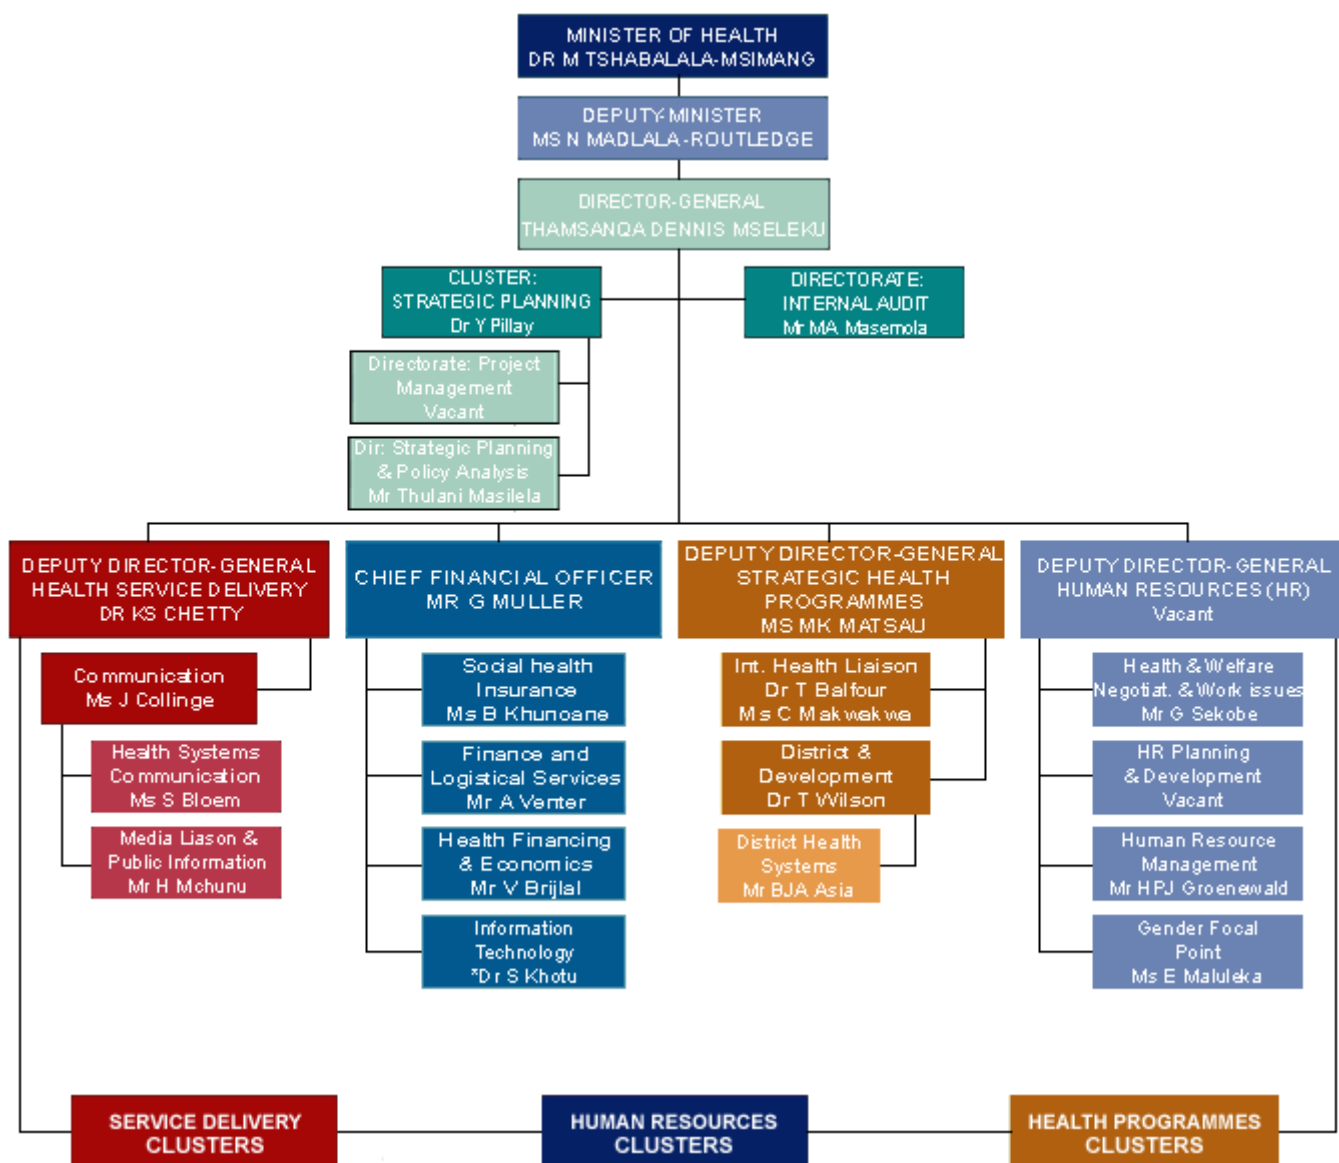 MINISTER OF HEALTH
DR M TSHABALALA-MSIMANG
DEPUTY-MINISTER
MS N MADLALA-ROUTLEDGE
DIRECTOR-GENERAL
THAMSANQA DENNIS MSELEKU
CLUSTER:
STRATEGIC PLANNING
Dr Y Pillay
DIRECTORATE:
INTERNAL AUDIT
Mr MA Masemola
Directorate: Project
Management
Vacant
Dir: Strategic Planning
& Policy Analysis
Mr Thulani Masilela
DEPUTY DIRECTOR-GENERAL
HEALTH SERVICE DELIVERY
DR KS CHETTY
CHIEF FINANCIAL OFFICER
MR G MULLER
DEPUTY DIRECTOR-GENERAL
STRATEGIC HEALTH
PROGRAMMES
MS MK MATSAU
DEPUTY DIRECTOR-GENERAL
HUMAN RESOURCES (HR)
Vacant
Communication
Ms J Collinge
Health Systems
Communication
Ms S Bloem
Media Liason &
Public Information
Mr H Mchunu
Social health
Insurance
Ms B Khunoane
Finance and
Logistical Services
Mr A Venter
Health Financing
& Economics
Mr V Brijlal
Information
Technology
*Dr S Khotu
Int. Health Liaison
Dr T Balfour
Ms C Makwakwa
District &
Development
Dr T Wilson
District Health
Systems
Mr BJA Asia
Health & Welfare
Negotiat. & Work issues
Mr G Sekobe
HR Planning
& Development
Vacant
Human Resource
Management
Mr HPJ Groenewald
Gender Focal
Point
Ms E Maluleka
SERVICE DELIVERY
CLUSTERS
HUMAN RESOURCES
CLUSTERS
HEALTH PROGRAMMES
CLUSTERS